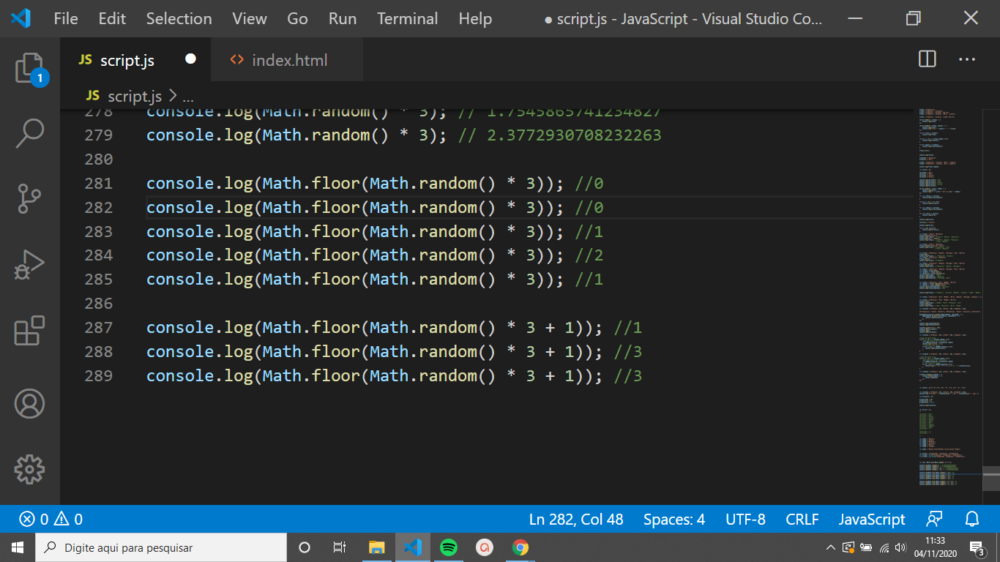 File Edit Selection View Go Run Terminal Help ● script.js - JavaScript - Visual Studio Co...
JS script.js ● <> index.html ...
1
JS script.js > ...
278 console.log(Math.random() * 3); // 1.75458657412348​27
279 console.log(Math.random() * 3); // 2.3772930708232263
280
281 console.log(Math.floor(Math.random() * 3)); //0
282 console.log(Math.floor(Math.random() * 3)); //0
283 console.log(Math.floor(Math.random() * 3)); //1
284 console.log(Math.floor(Math.random() * 3)); //2
285 console.log(Math.floor(Math.random() * 3)); //1
286
287 console.log(Math.floor(Math.random() * 3 + 1)); //1
288 console.log(Math.floor(Math.random() * 3 + 1)); //3
289 console.log(Math.floor(Math.random() * 3 + 1)); //3
0 0 Ln 282, Col 48 Spaces: 4 UTF-8 CRLF JavaScript
Digite aqui para pesquisar
11:33
04/11/2020
3